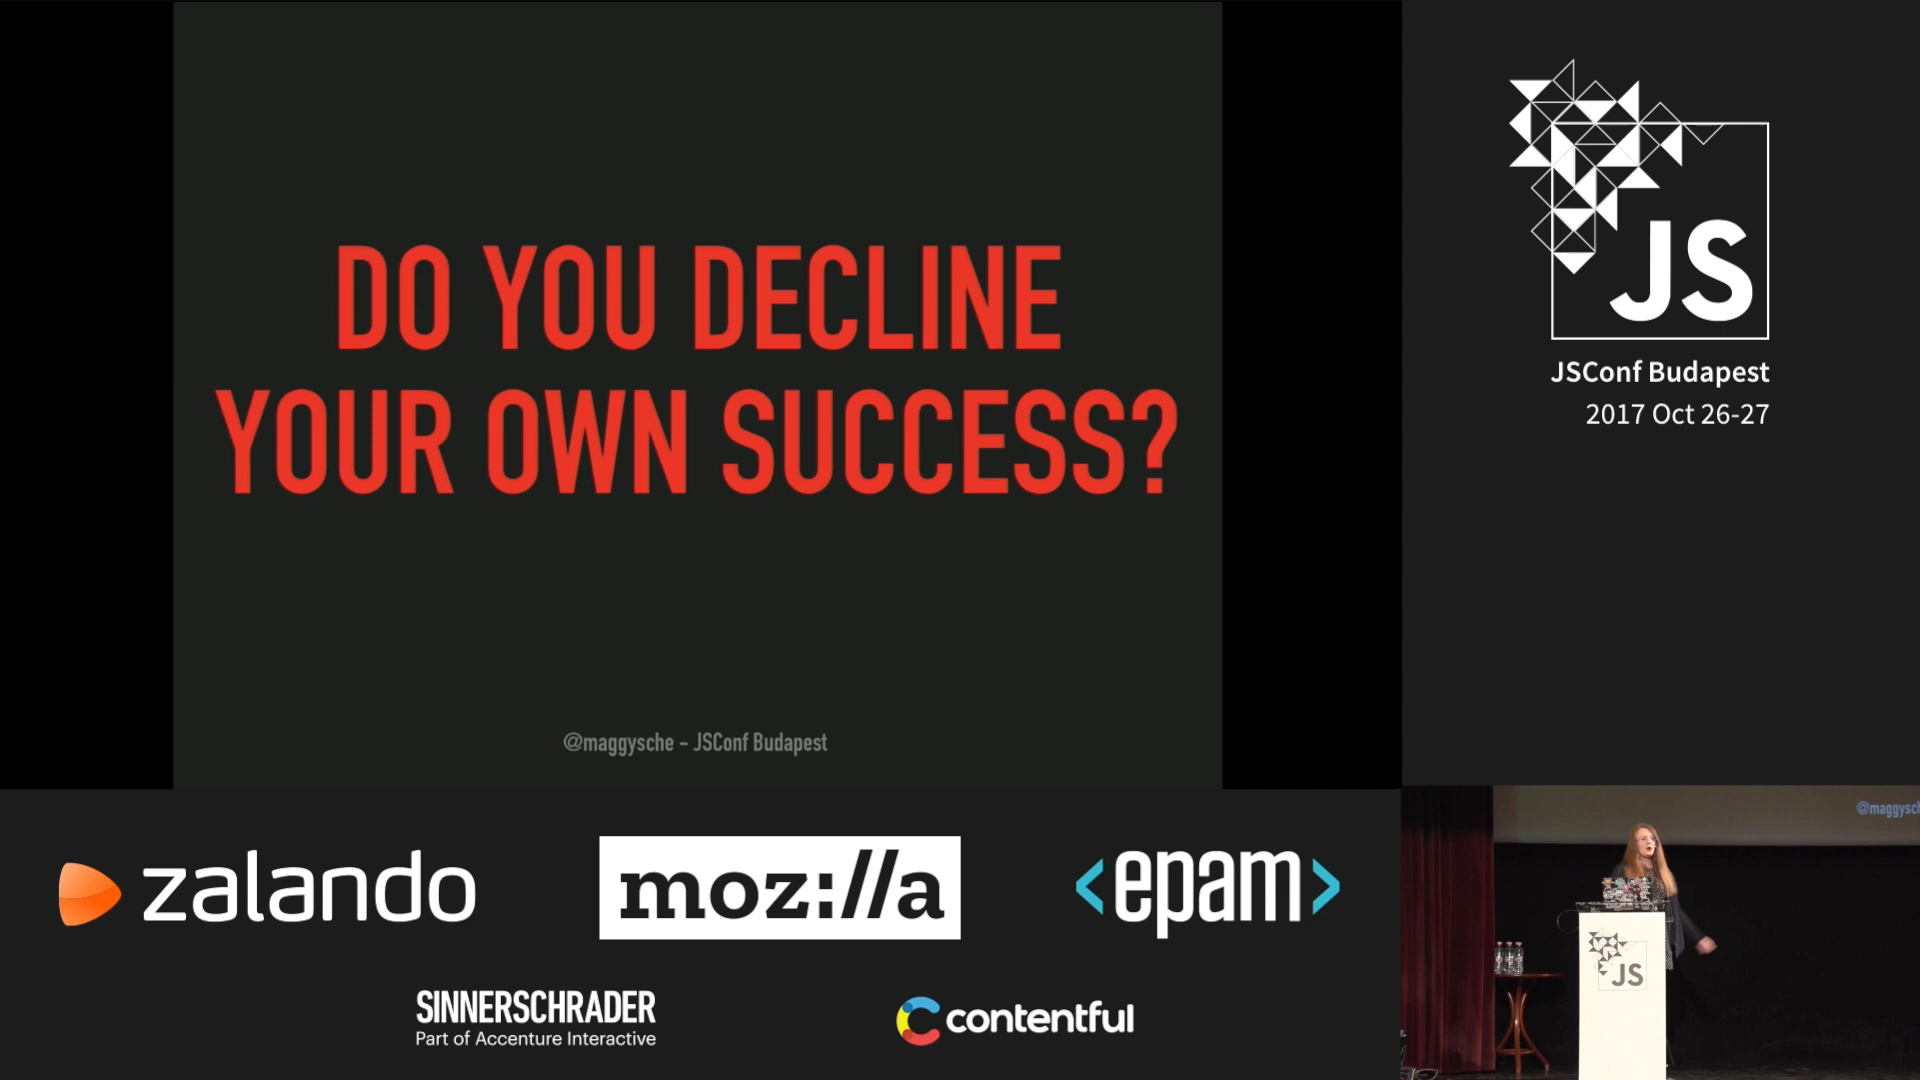 DO YOU DECLINE
YOUR OWN SUCCESS?
@maggysche - JSConf Budapest
JS
JSConf Budapest
2017 Oct 26-27
zalando
moz://a
<epam>
SINNERSCHRADER
Part of Accenture Interactive
contentful
@maggysch
JS